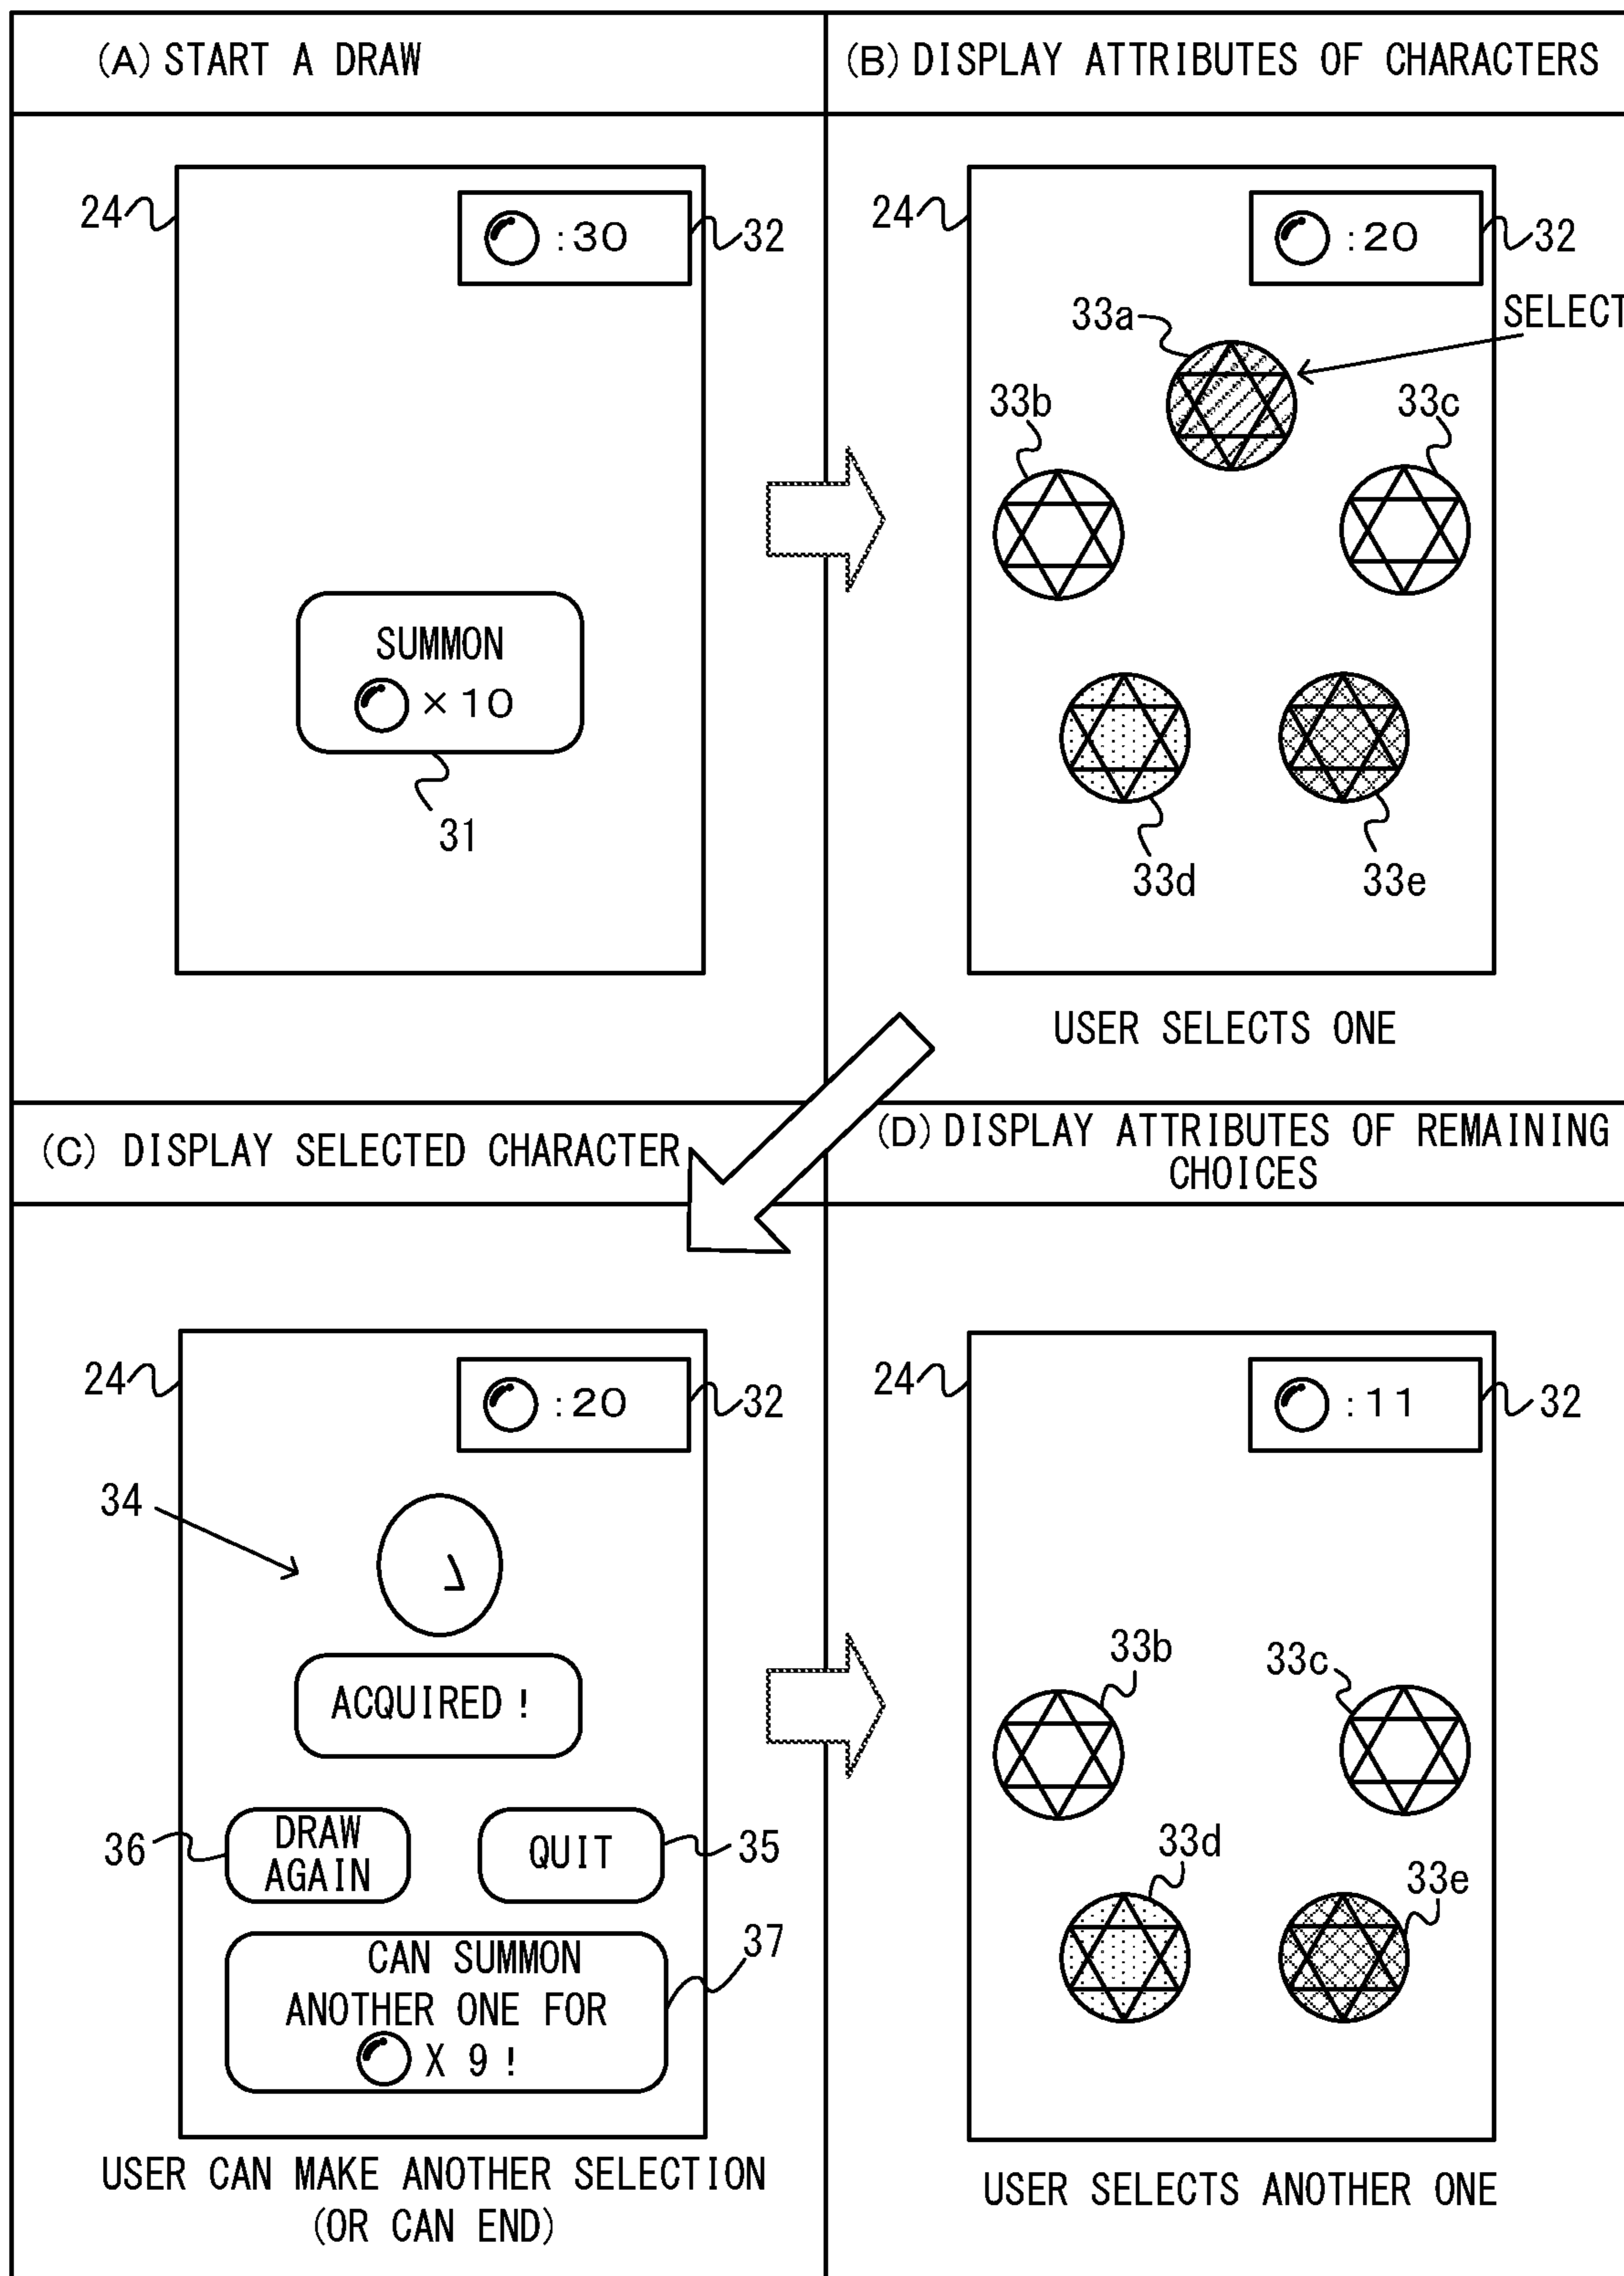 (A) START A DRAW
24
:30
32
SUMMON
×10
31
(B) DISPLAY ATTRIBUTES OF CHARACTERS
24
:20
32
SELECT
33a
33b
33c
33d
33e
USER SELECTS ONE
(C) DISPLAY SELECTED CHARACTER
24
:20
32
34
ACQUIRED!
36
DRAW
AGAIN
QUIT
35
CAN SUMMON
ANOTHER ONE FOR
X 9!
37
USER CAN MAKE ANOTHER SELECTION
(OR CAN END)
(D) DISPLAY ATTRIBUTES OF REMAINING
CHOICES
24
:11
32
33b
33c
33d
33e
USER SELECTS ANOTHER ONE